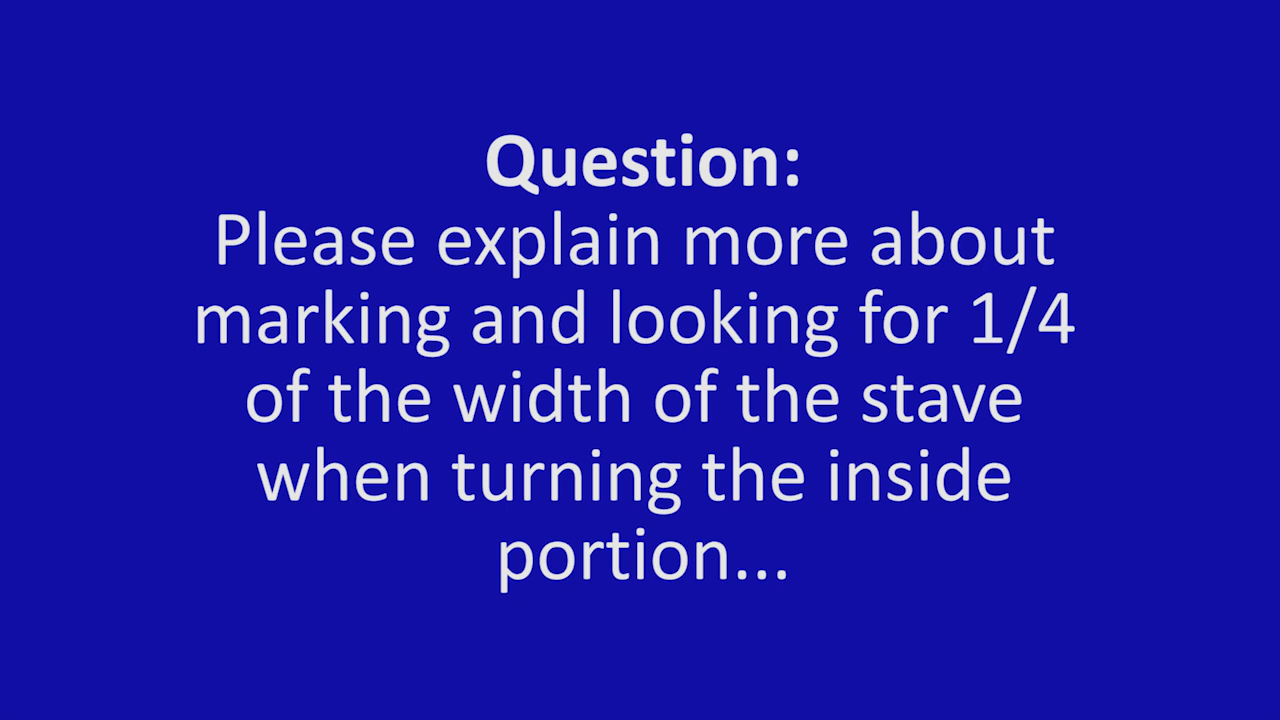 Question:
Please explain more about
marking and looking for 1/4
of the width of the stave
when turning the inside
portion...